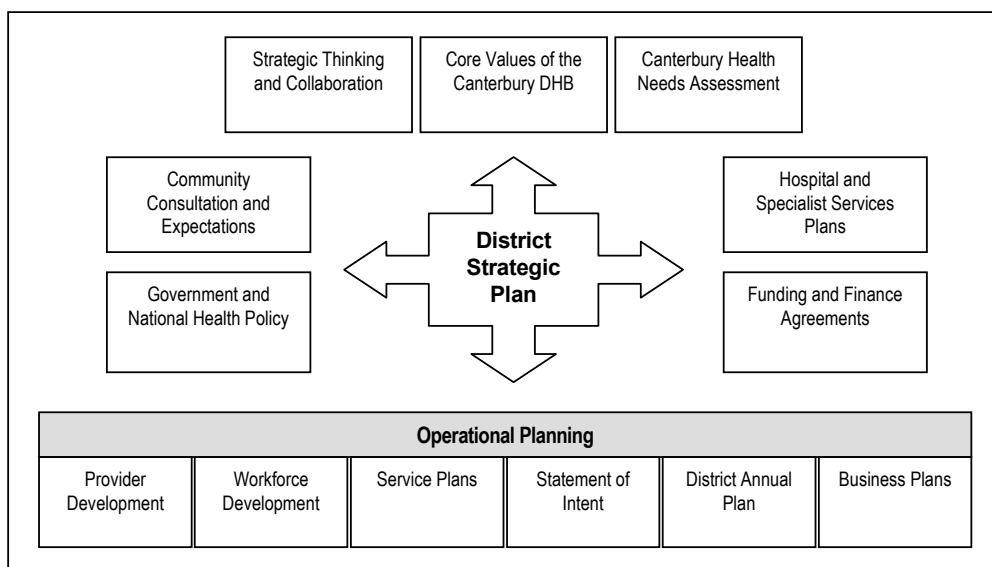 Strategic Thinking
and Collaboration
Core Values of the
Canterbury DHB
Canterbury Health
Needs Assessment
Community
Consultation and
Expectations
Hospital and
Specialist Services
Plans
District
Strategic
Plan
Government and
National Health Policy
Funding and Finance
Agreements
Operational Planning
Provider
Development
Workforce
Development
Service Plans
Statement of
Intent
District Annual
Plan
Business Plans